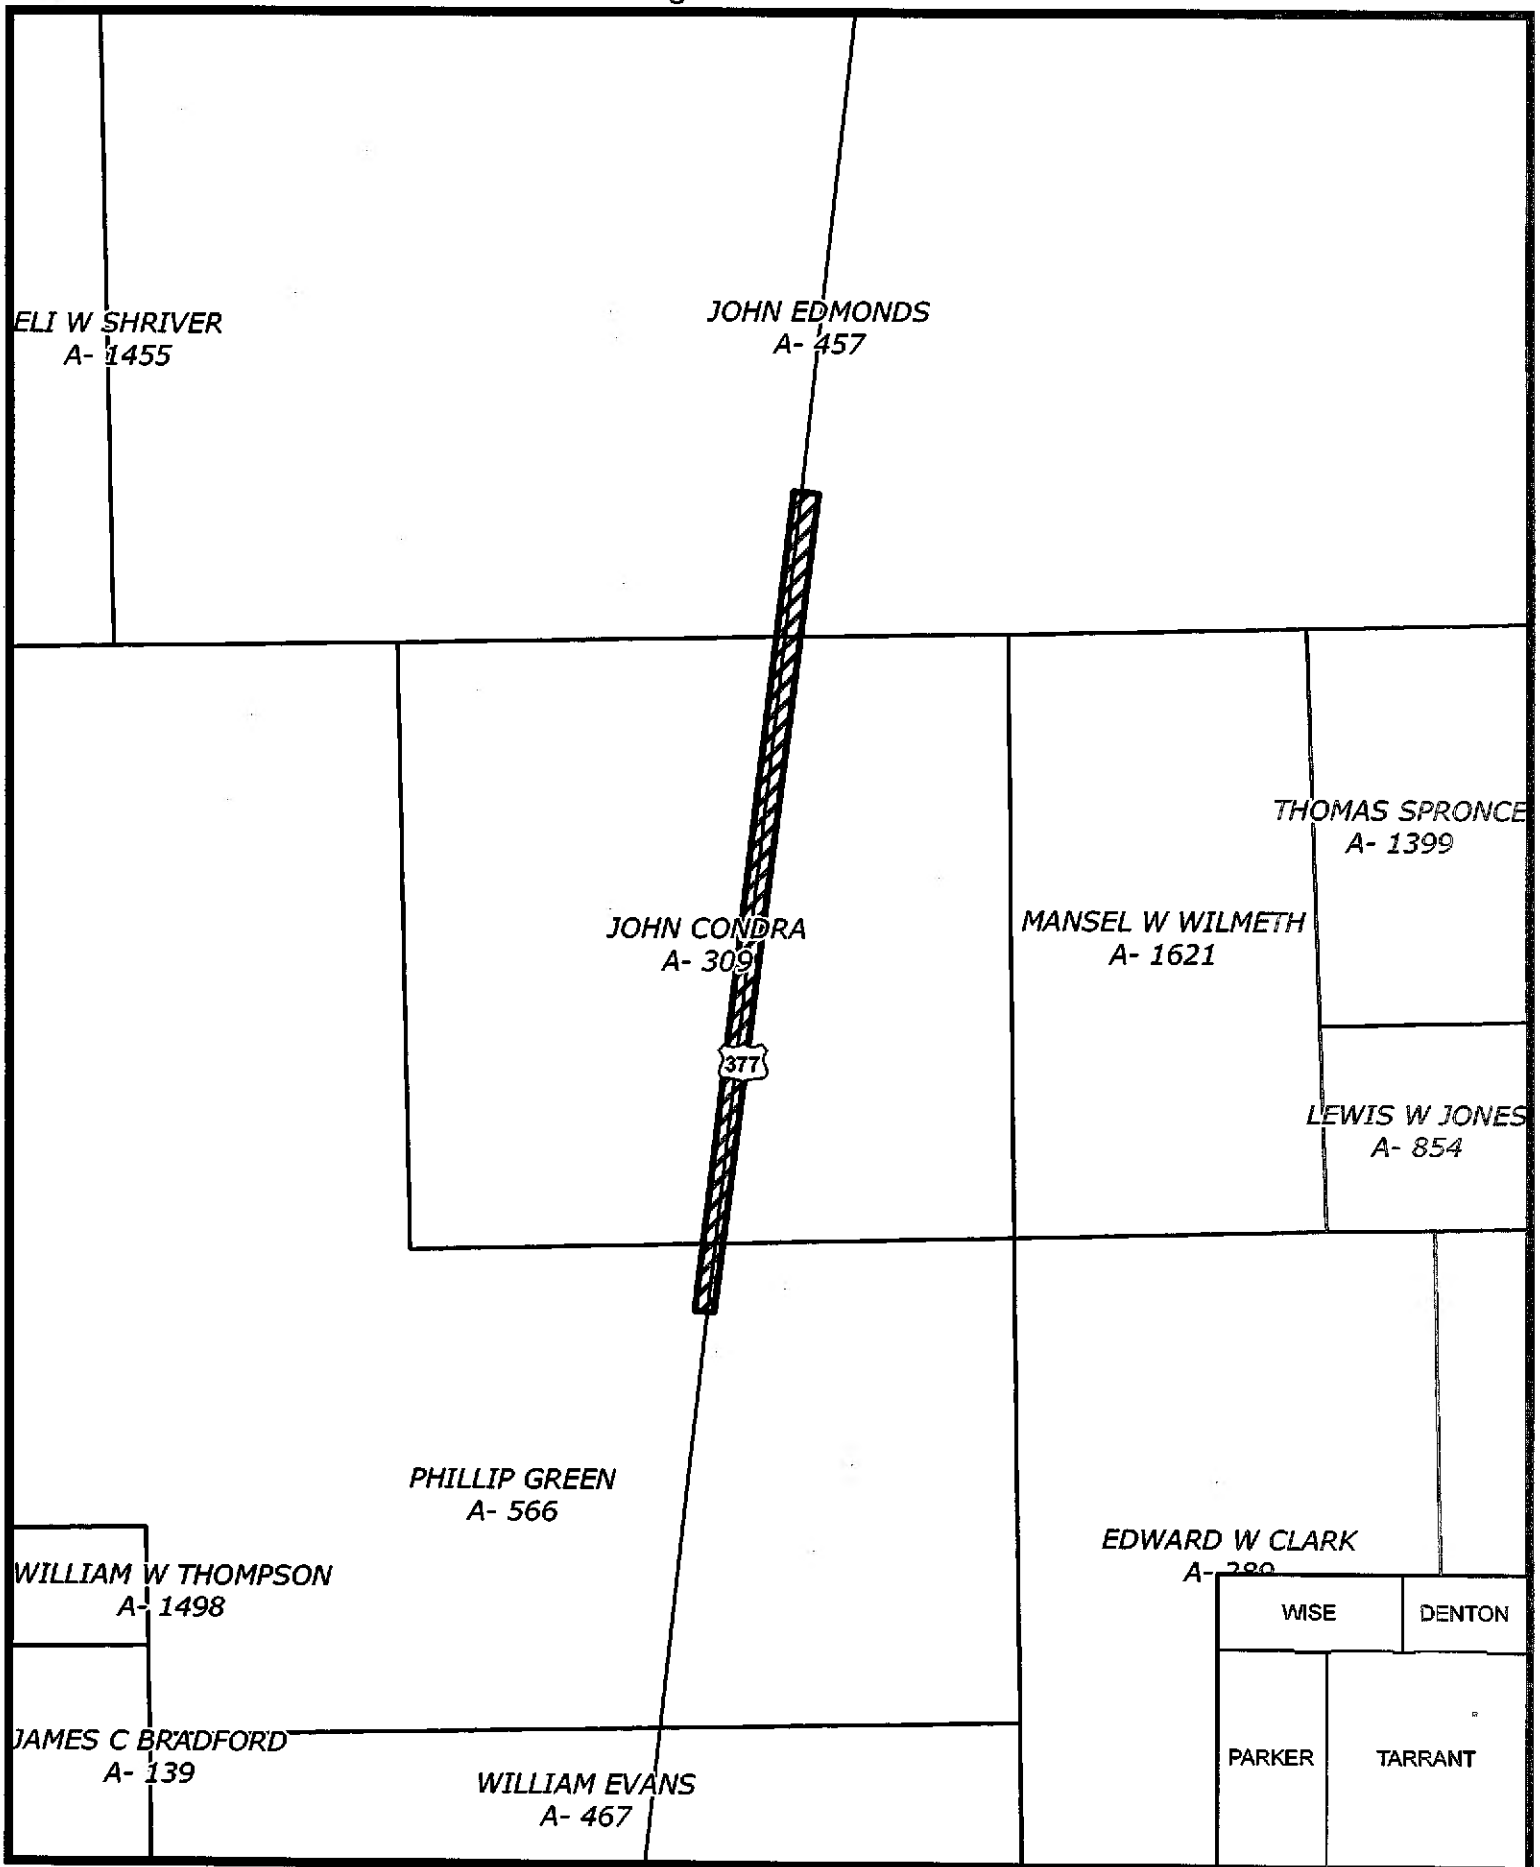 ELI W SHRIVER
A- 1455
JOHN EDMONDS
A- 457
THOMAS SPRONCE
A- 1399
JOHN CONDRA
A- 309
MANSEL W WILMETH
A- 1621
377
LEWIS W JONES
A- 854
PHILLIP GREEN
A- 566
EDWARD W CLARK
A-
WILLIAM W THOMPSON
A- 1498
WISE
DENTON
JAMES C BRADFORD
A- 139
WILLIAM EVANS
A- 467
PARKER
TARRANT